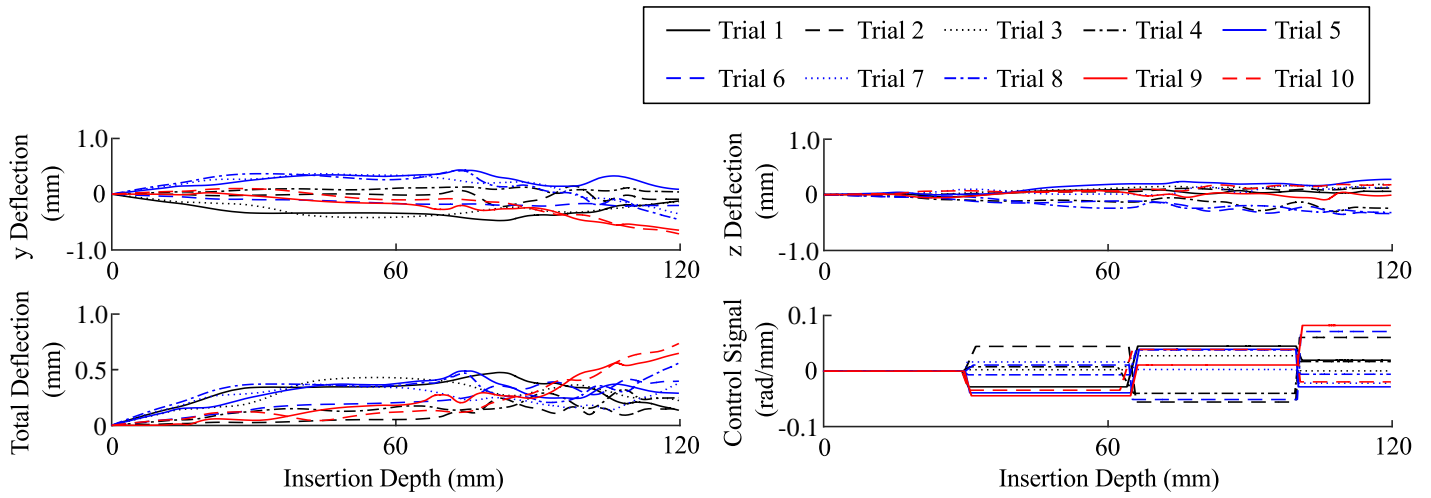 Trial 1 Trial 2 Trial 3 Trial 4 Trial 5
Trial 6 Trial 7 Trial 8 Trial 9 Trial 10
y Deflection
(mm)
1.0
0
-1.0
0 60 120
z Deflection
(mm)
1.0
0
-1.0
0 60 120
Total Deflection
(mm)
1.0
0.5
0
0 60 120
Insertion Depth (mm)
Control Signal
(rad/mm)
0.1
0
-0.1
0 60 120
Insertion Depth (mm)